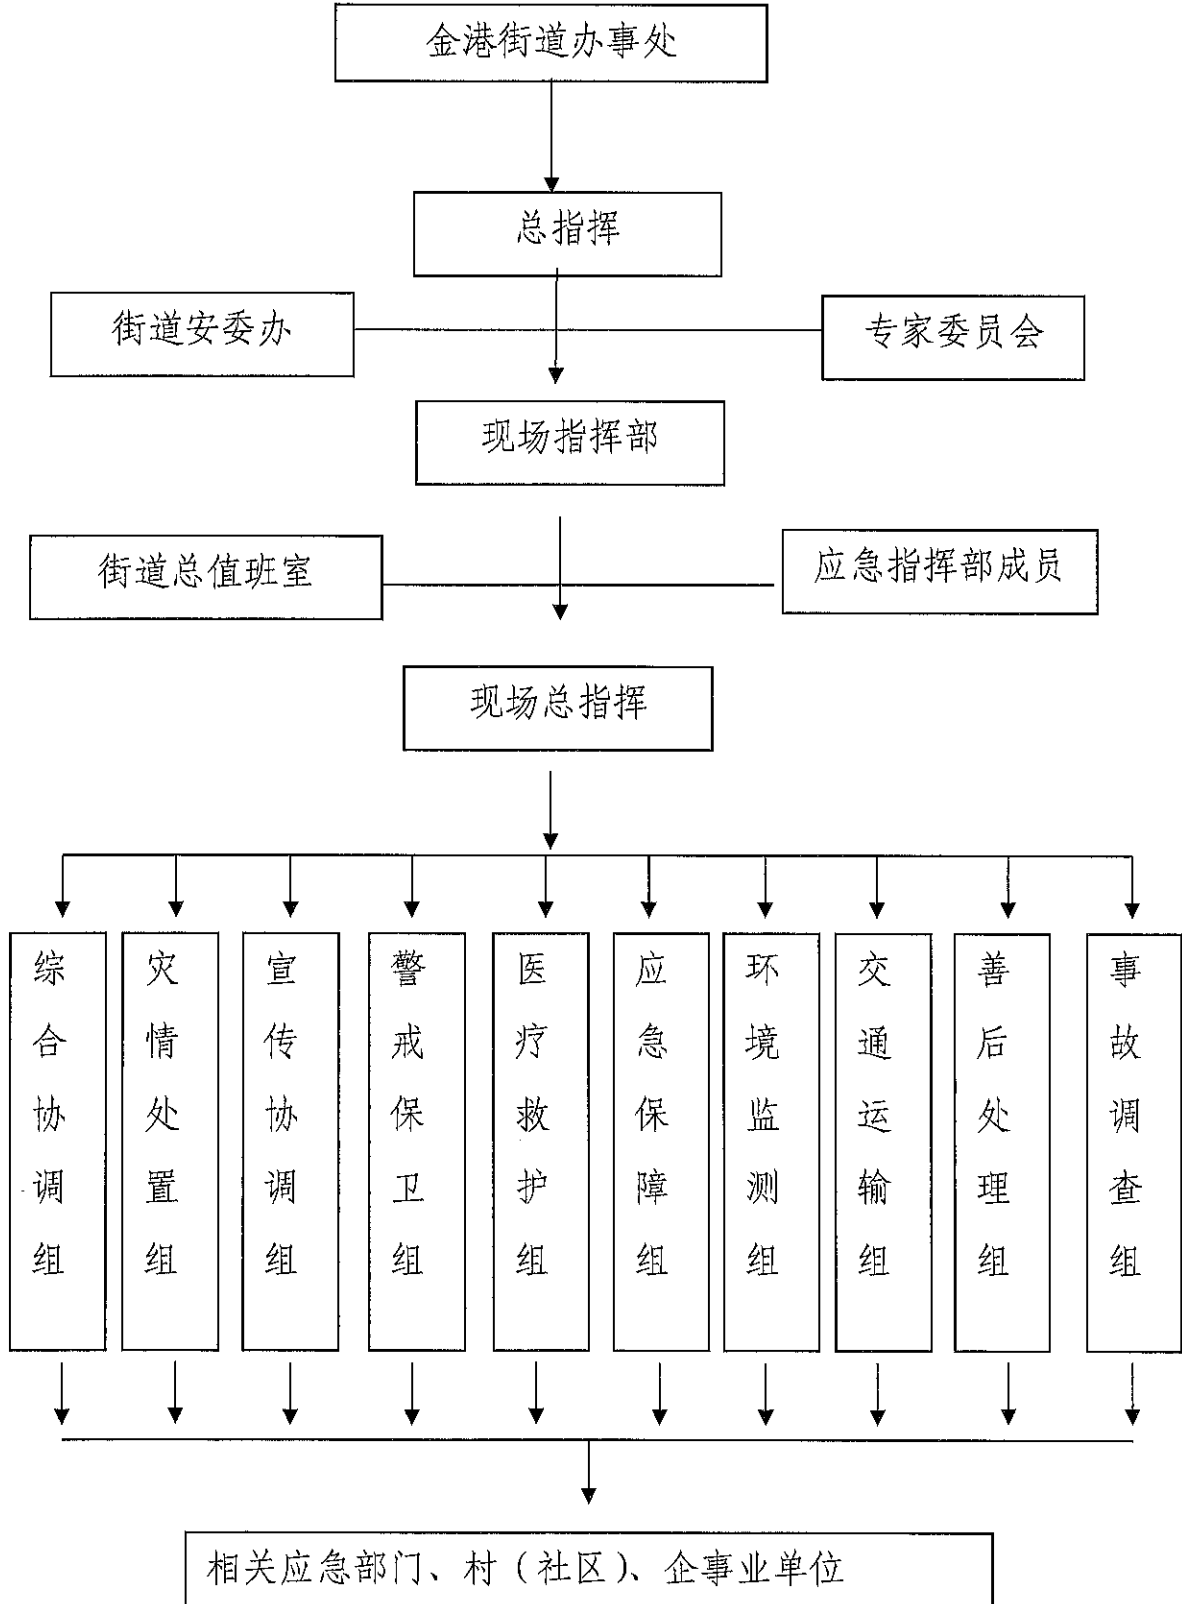 金港街道办事处
总指挥
街道安委办
专家委员会
现场指挥部
街道总值班室
应急指挥部成员
现场总指挥
综合协调组
灾情处置组
宣传协调组
警戒保卫组
医疗救护组
应急保障组
环境监测组
交通运输组
善后处理组
事故调查组
相关应急部门、村（社区）、企事业单位